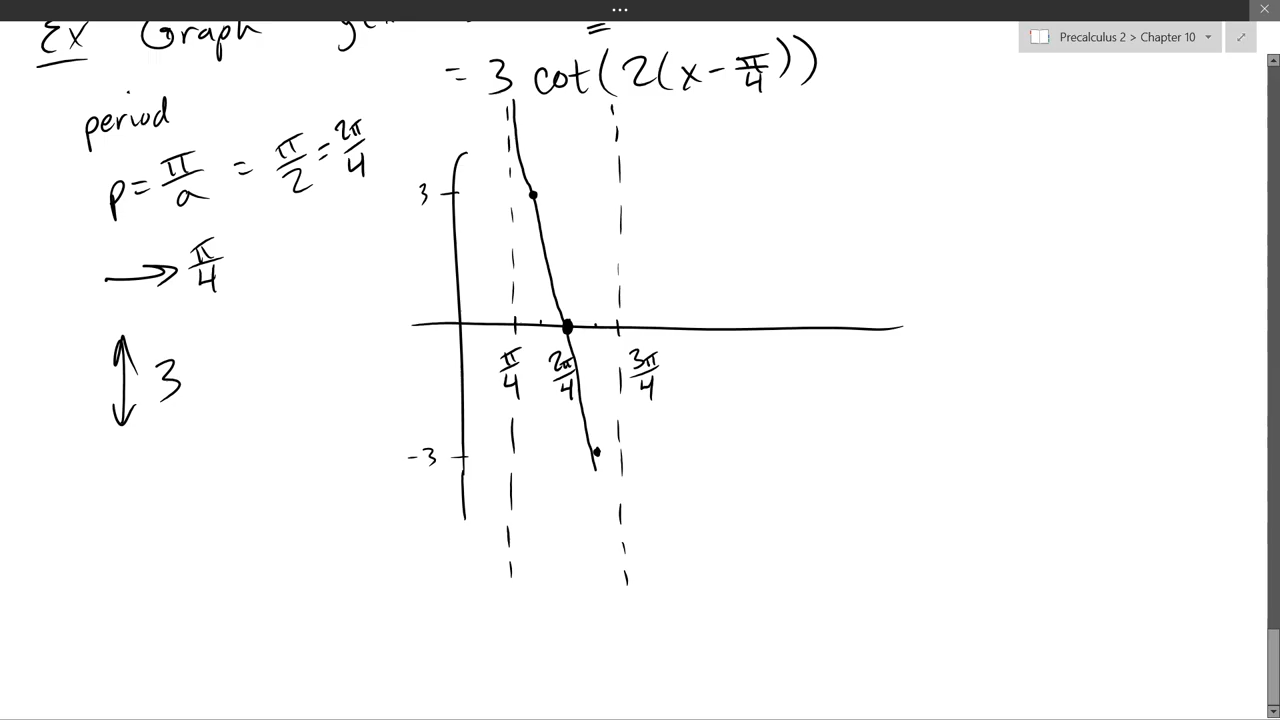 Ex Graph
= 3 cot(2(x - π/4))
period
p = π/a = π/2 = 2π/4
→ π/4
↕ 3
3
π/4 2π/4 3π/4
-3
Precalculus 2 > Chapter 10